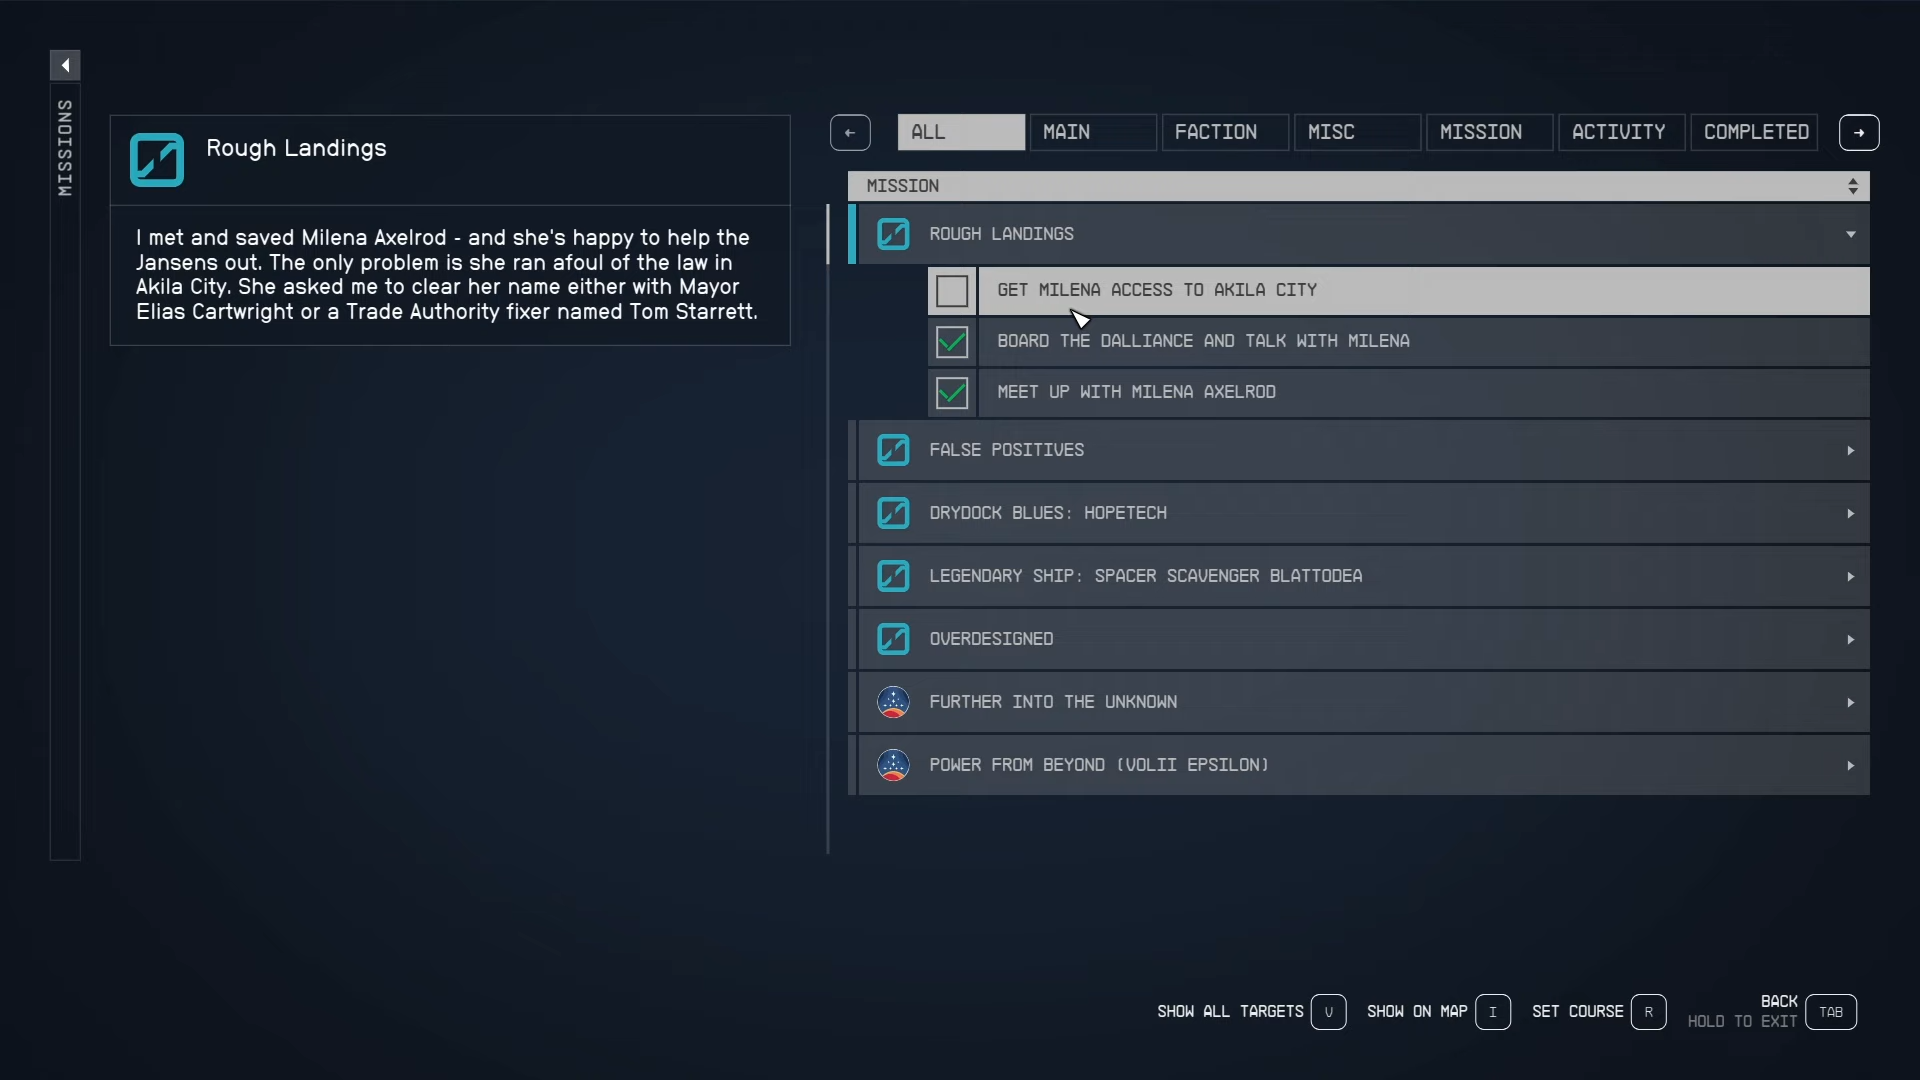 MISSIONS
Rough Landings
I met and saved Milena Axelrod - and she's happy to help the
Jansens out. The only problem is she ran afoul of the law in
Akila City. She asked me to clear her name either with Mayor
Elias Cartwright or a Trade Authority fixer named Tom Starrett.
ALL MAIN FACTION MISC MISSION ACTIVITY COMPLETED
MISSION
ROUGH LANDINGS
GET MILENA ACCESS TO AKILA CITY
BOARD THE DALLIANCE AND TALK WITH MILENA
MEET UP WITH MILENA AXELROD
FALSE POSITIVES
DRYDOCK BLUES: HOPETECH
LEGENDARY SHIP: SPACER SCAVENGER BLATTODEA
OVERDESIGNED
FURTHER INTO THE UNKNOWN
POWER FROM BEYOND (VOLII EPSILON)
SHOW ALL TARGETS V SHOW ON MAP I SET COURSE R BACK TAB
HOLD TO EXIT